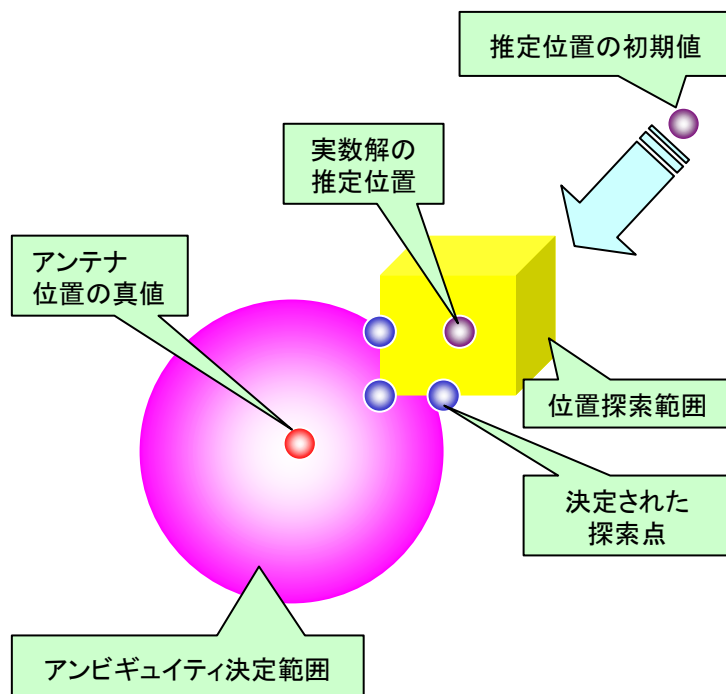 推定位置の初期値
実数解の
推定位置
アンテナ
位置の真値
位置探索範囲
決定された
探索点
アンビギュイティ決定範囲